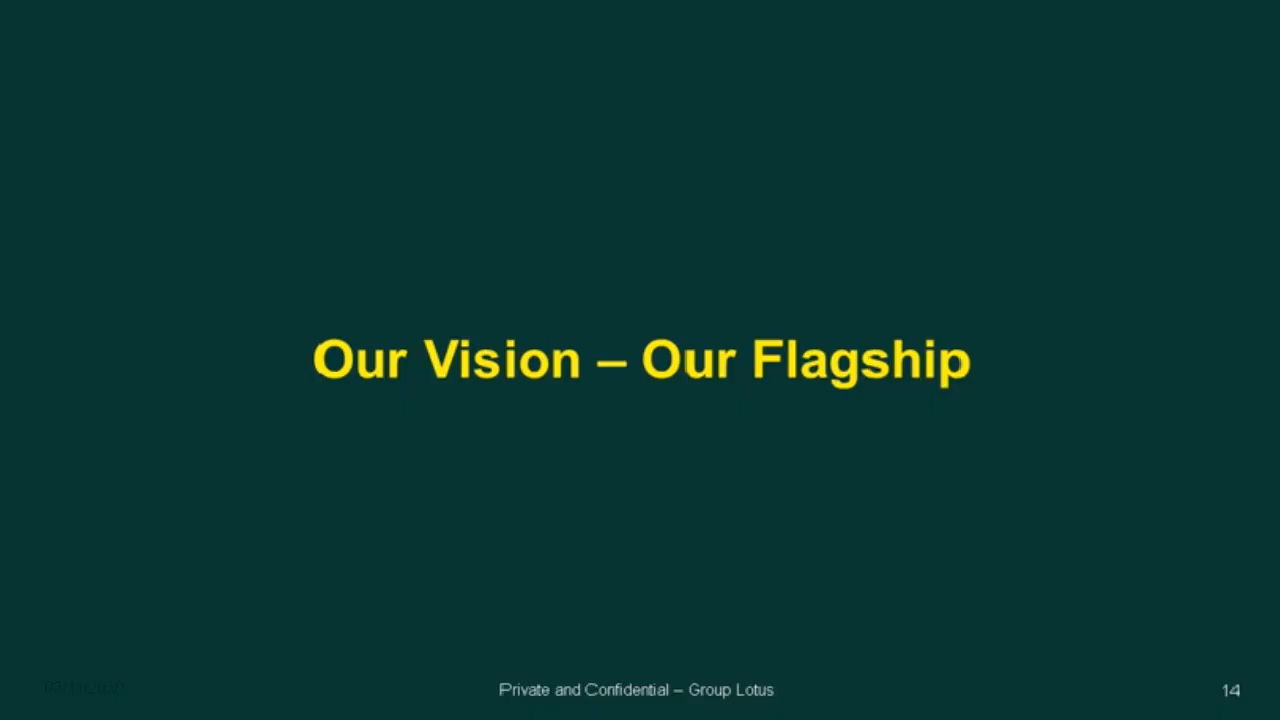 Our Vision – Our Flagship
Private and Confidential – Group Lotus
14